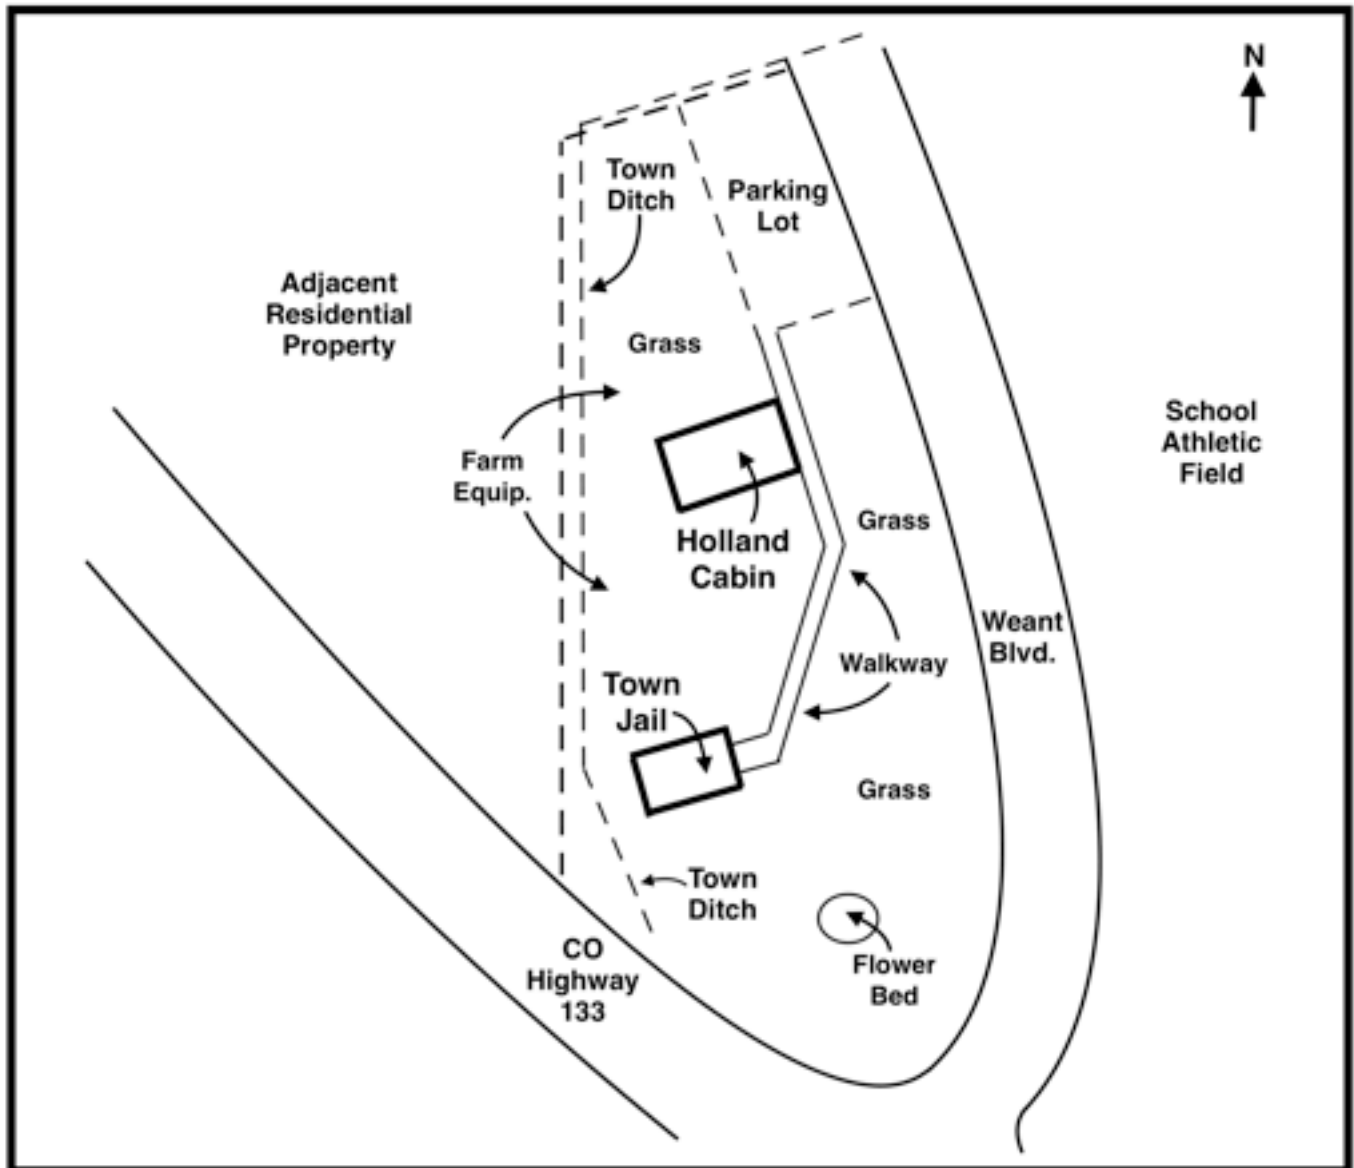 N
Town
Ditch
Parking
Lot
Adjacent
Residential
Property
Grass
School
Athletic
Field
Farm
Equip.
Grass
Holland
Cabin
Weant
Blvd.
Walkway
Town
Jail
Grass
Town
Ditch
CO
Highway
133
Flower
Bed